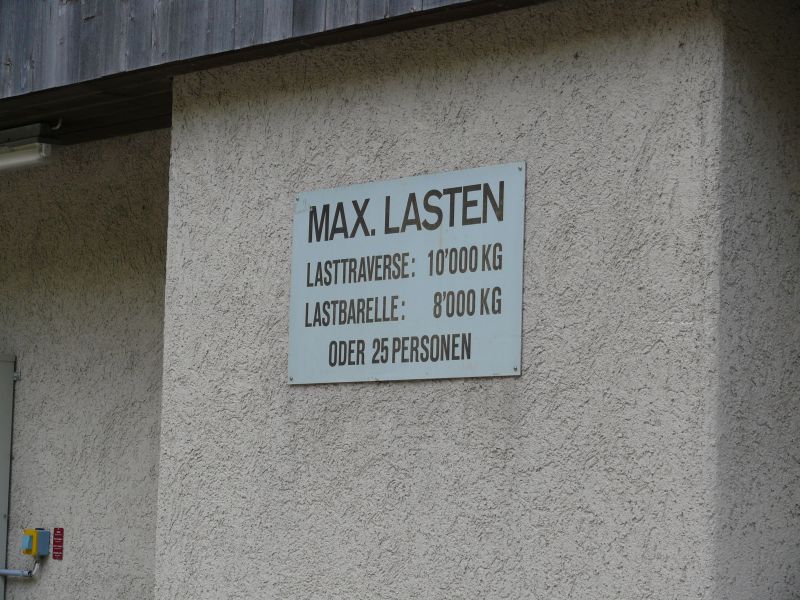 MAX. LASTEN
LASTTRAVERSE: 10'000 KG
LASTBARELLE: 8'000 KG
ODER 25 PERSONEN